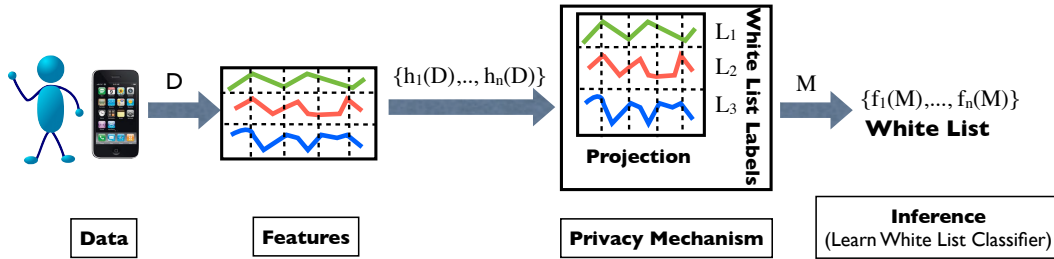 D
{h₁(D),.., hₙ(D)}
L₁
L₂
L₃
White List Labels
Projection
M
{f₁(M),..., fₙ(M)}
White List
Data
Features
Privacy Mechanism
Inference
(Learn White List Classifier)